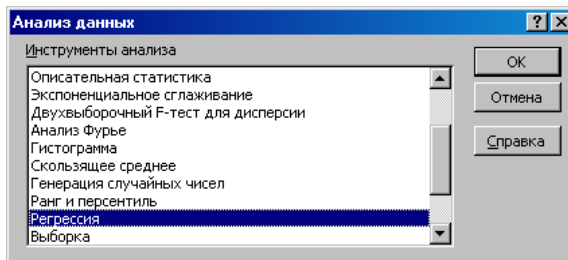 Анализ данных
Инструменты анализа
Описательная статистика
Экспоненциальное сглаживание
Двухвыборочный F-тест для дисперсии
Анализ Фурье
Гистограмма
Скользящее среднее
Генерация случайных чисел
Ранг и персентиль
Регрессия
Выборка
OK
Отмена
Справка